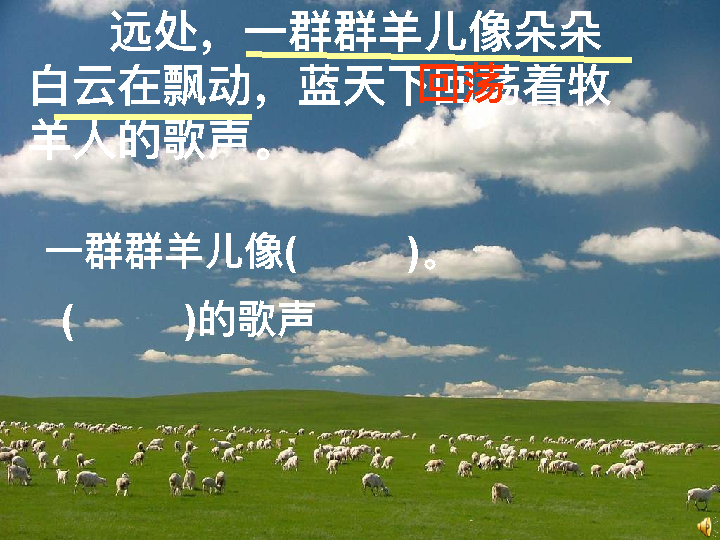 远处，一群群羊儿像朵朵
白云在飘动，蓝天下回荡着牧
羊人的歌声。
一群群羊儿像(　　　)。
(　　　)的歌声